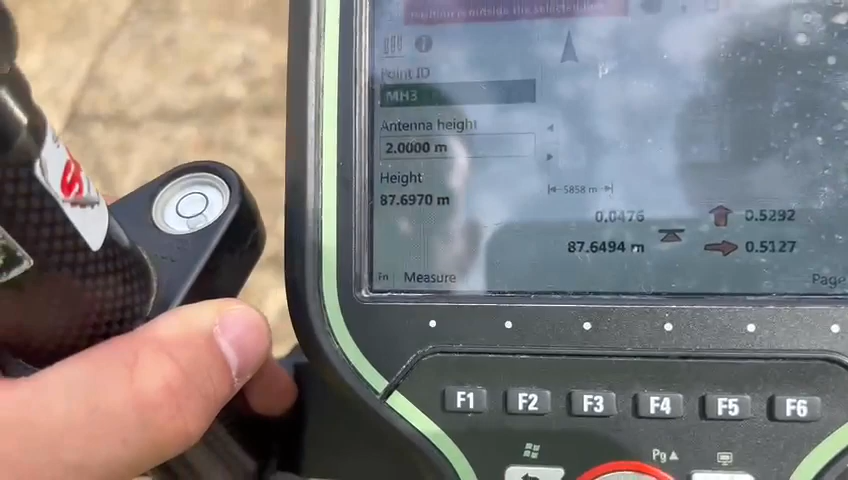 Point ID
MH3
Antenna height
2.0000 m
5858 m
Height
87.6970 m
0.0476
0.5292
87.6494 m
0.5127
Fn
Measure
Page
F1
F2
F3
F4
F5
F6
Pg